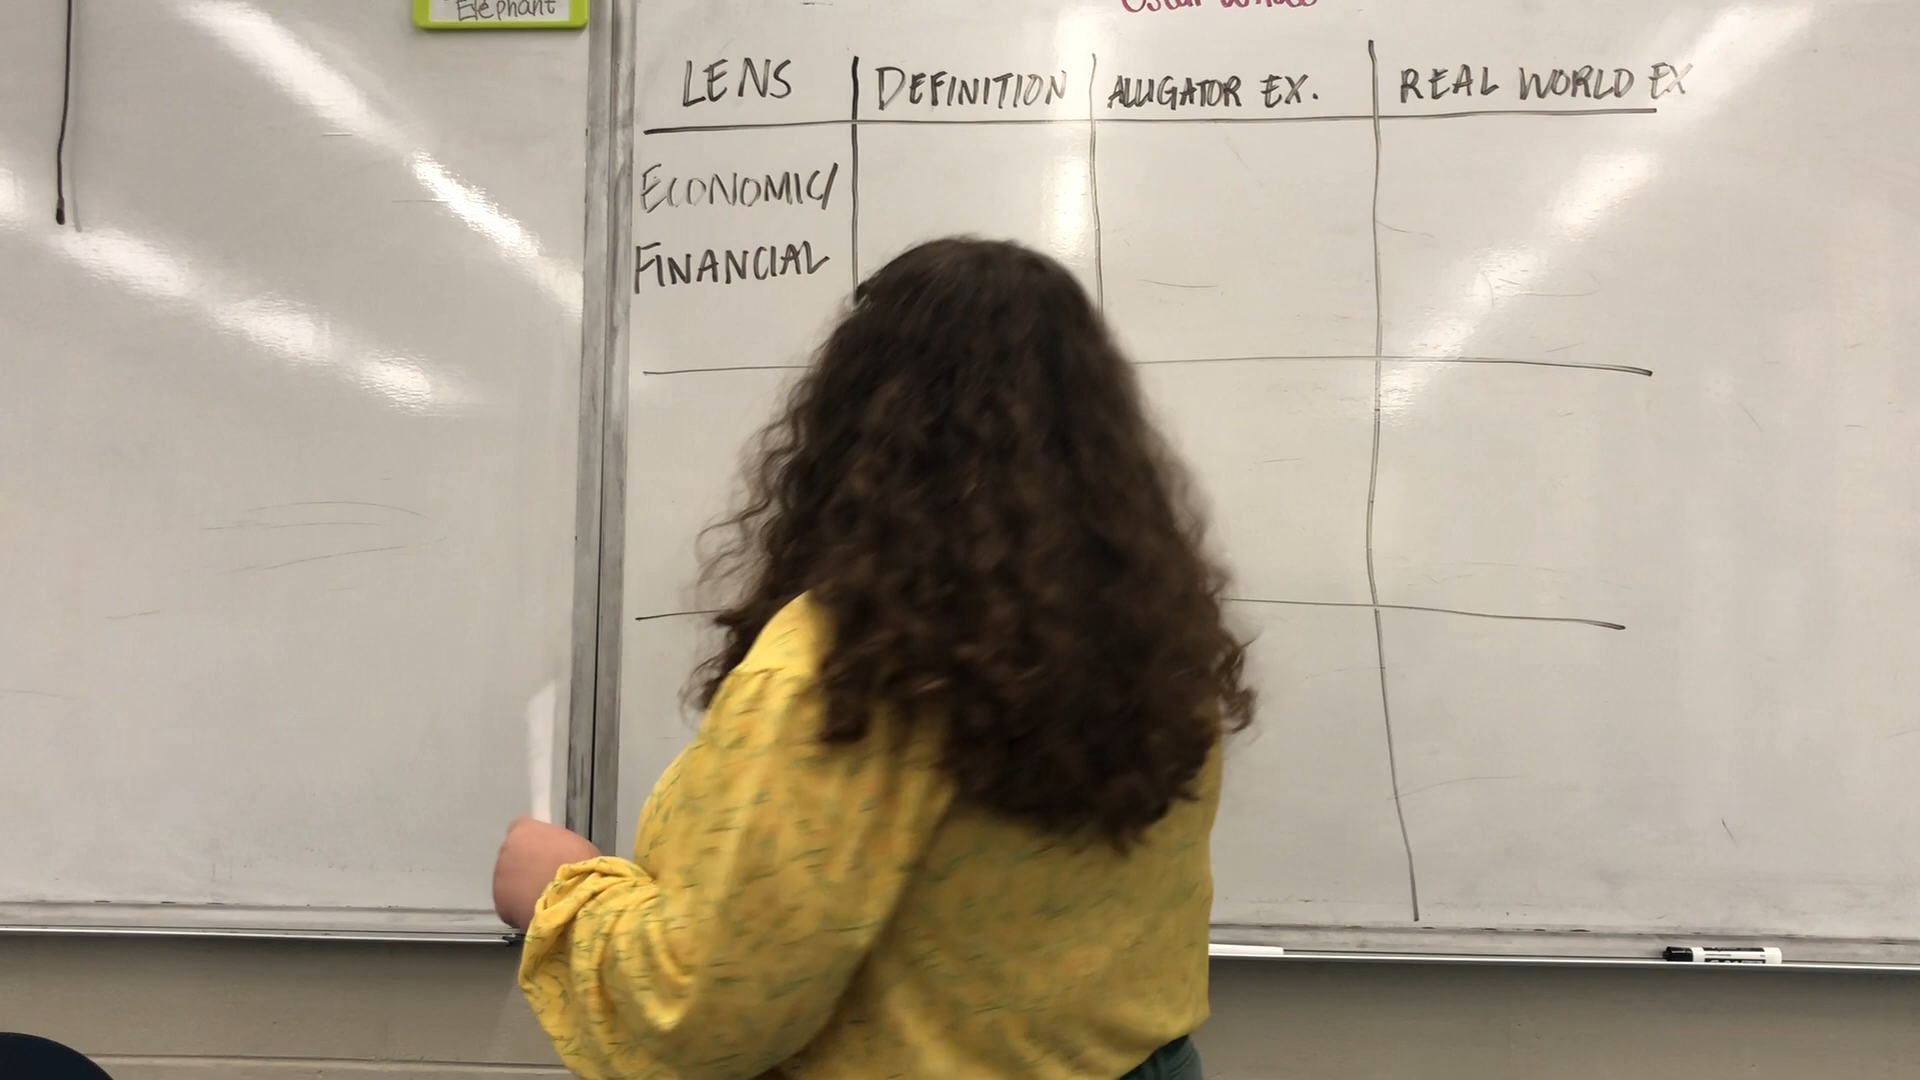 Elephant
LENS DEFINITION ALLIGATOR EX. REAL WORLD EX
ECONOMIC/
FINANCIAL